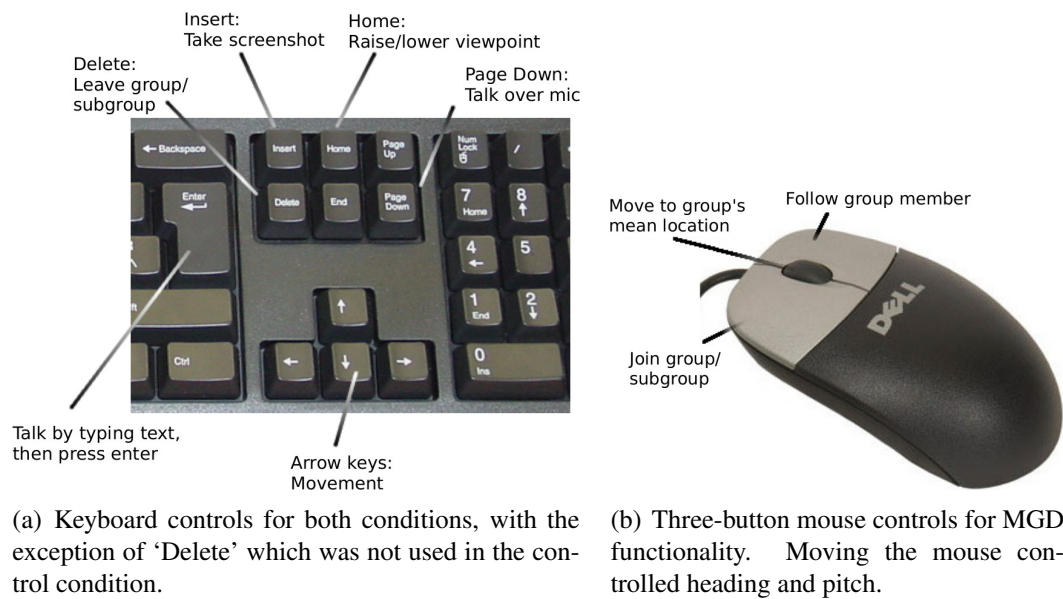 Insert:
Take screenshot
Home:
Raise/lower viewpoint
Delete:
Leave group/
subgroup
Page Down:
Talk over mic
← Backspace
Insert
Home
Page
Up
Num
Lock
/
Enter
Delete
End
Page
Down
7
Home
8
↑
4
←
5
1
End
2
↓
↑
Ctrl
←
↓
→
0
Ins
Talk by typing text,
then press enter
Arrow keys:
Movement
Move to group's
mean location
Follow group member
DELL
Join group/
subgroup
(a) Keyboard controls for both conditions, with the
exception of ‘Delete’ which was not used in the con-
trol condition.
(b) Three-button mouse controls for MGD
functionality. Moving the mouse con-
trolled heading and pitch.